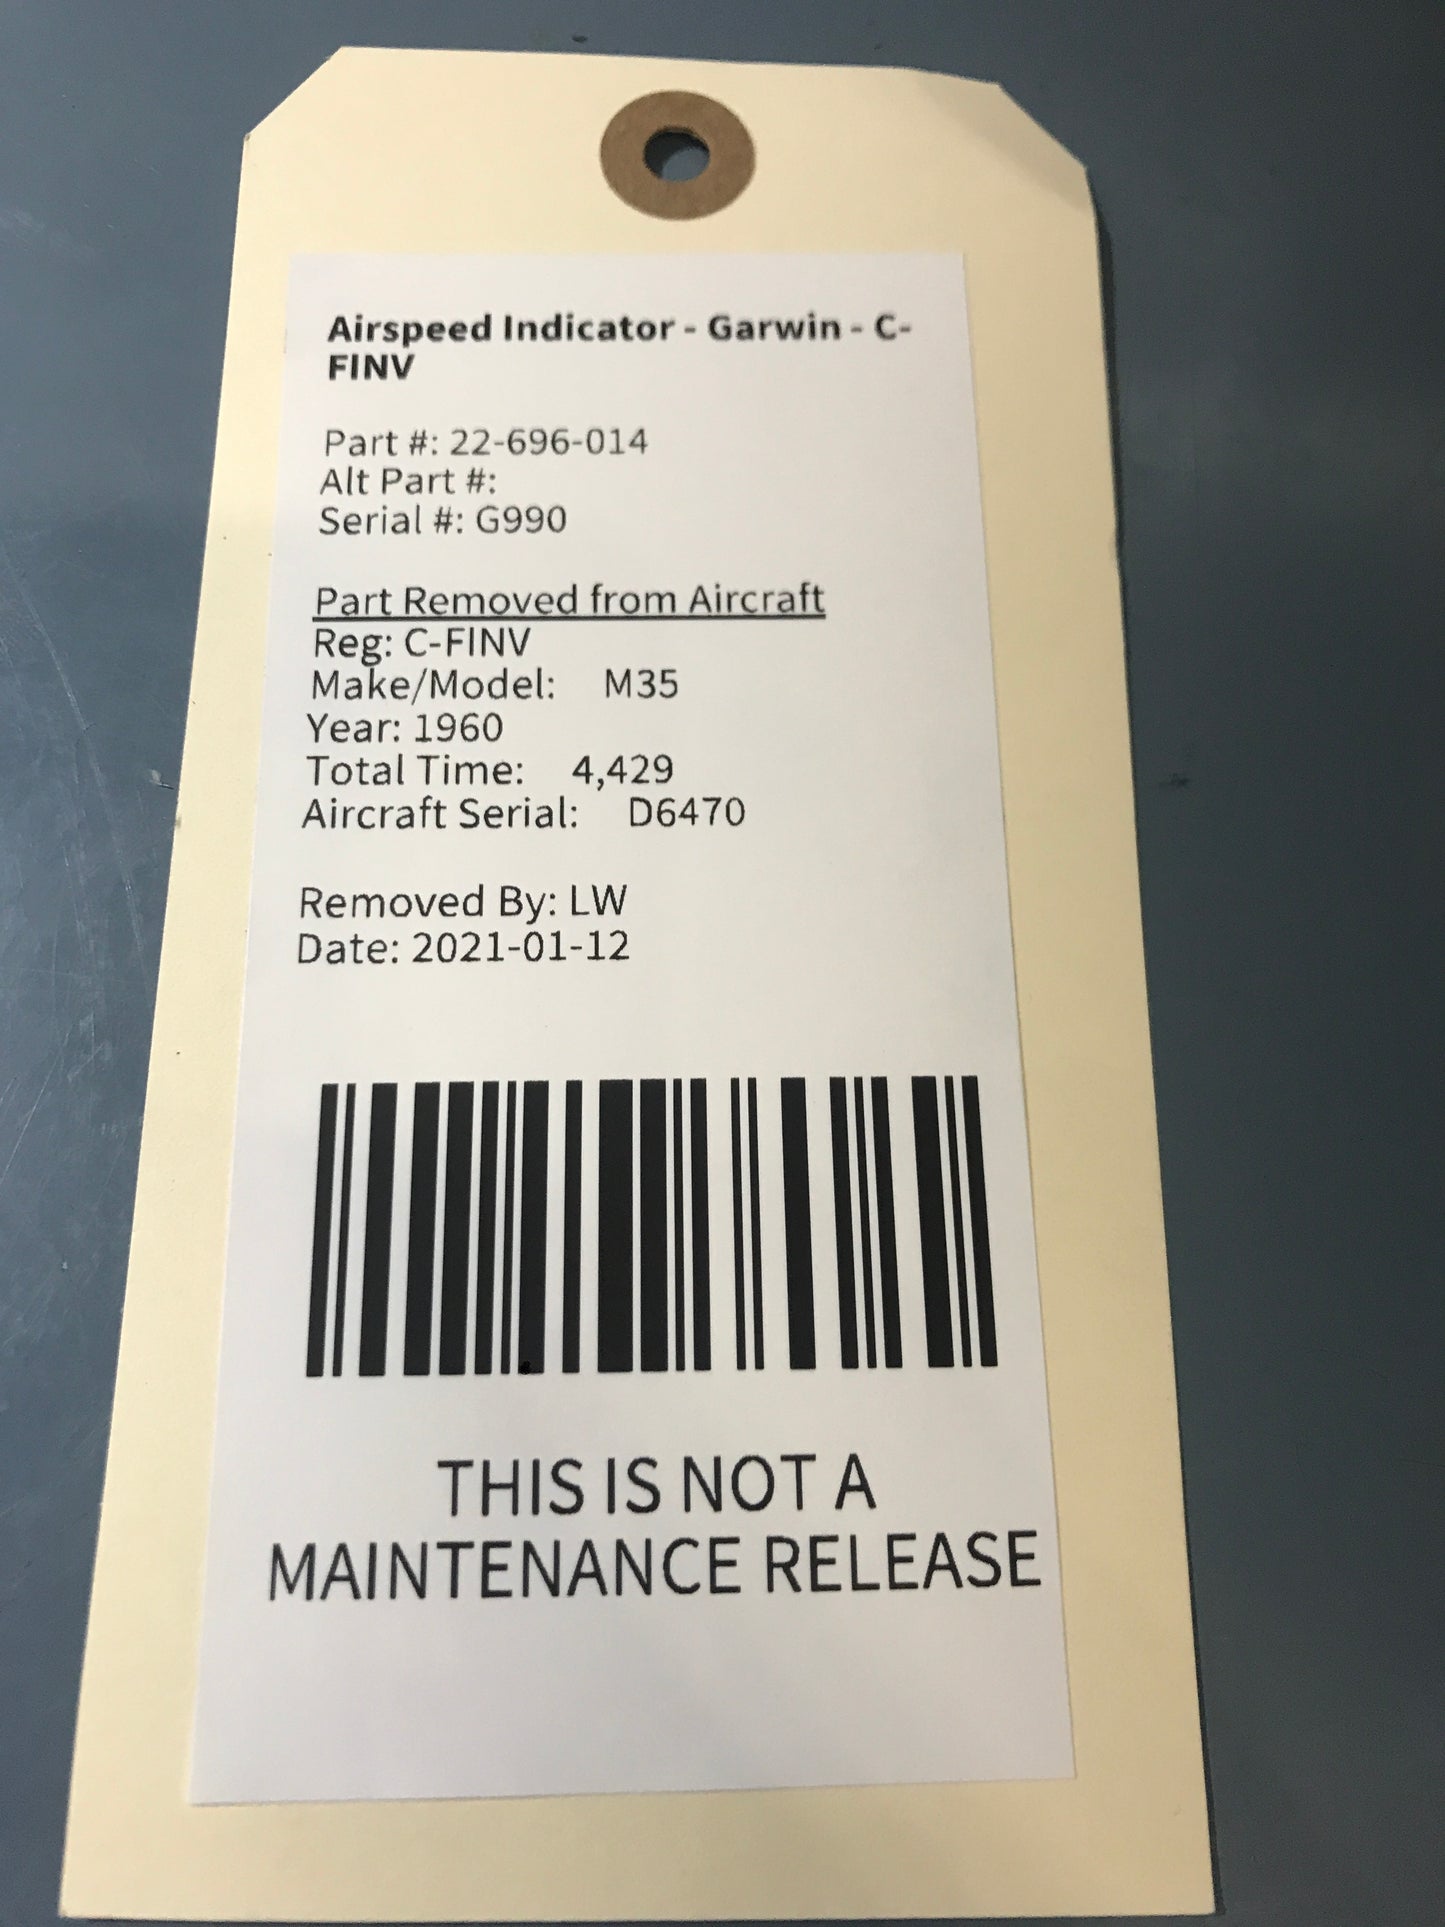 Airspeed Indicator - Garwin - C-
FINV
Part #: 22-696-014
Alt Part #:
Serial #: G990
Part Removed from Aircraft
Reg: C-FINV
Make/Model: M35
Year: 1960
Total Time: 4,429
Aircraft Serial: D6470
Removed By: LW
Date: 2021-01-12
THIS IS NOT A
MAINTENANCE RELEASE